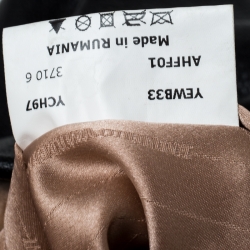 Made in RUMANIA
AHFF01
YEWB33
3710 6
YCH97